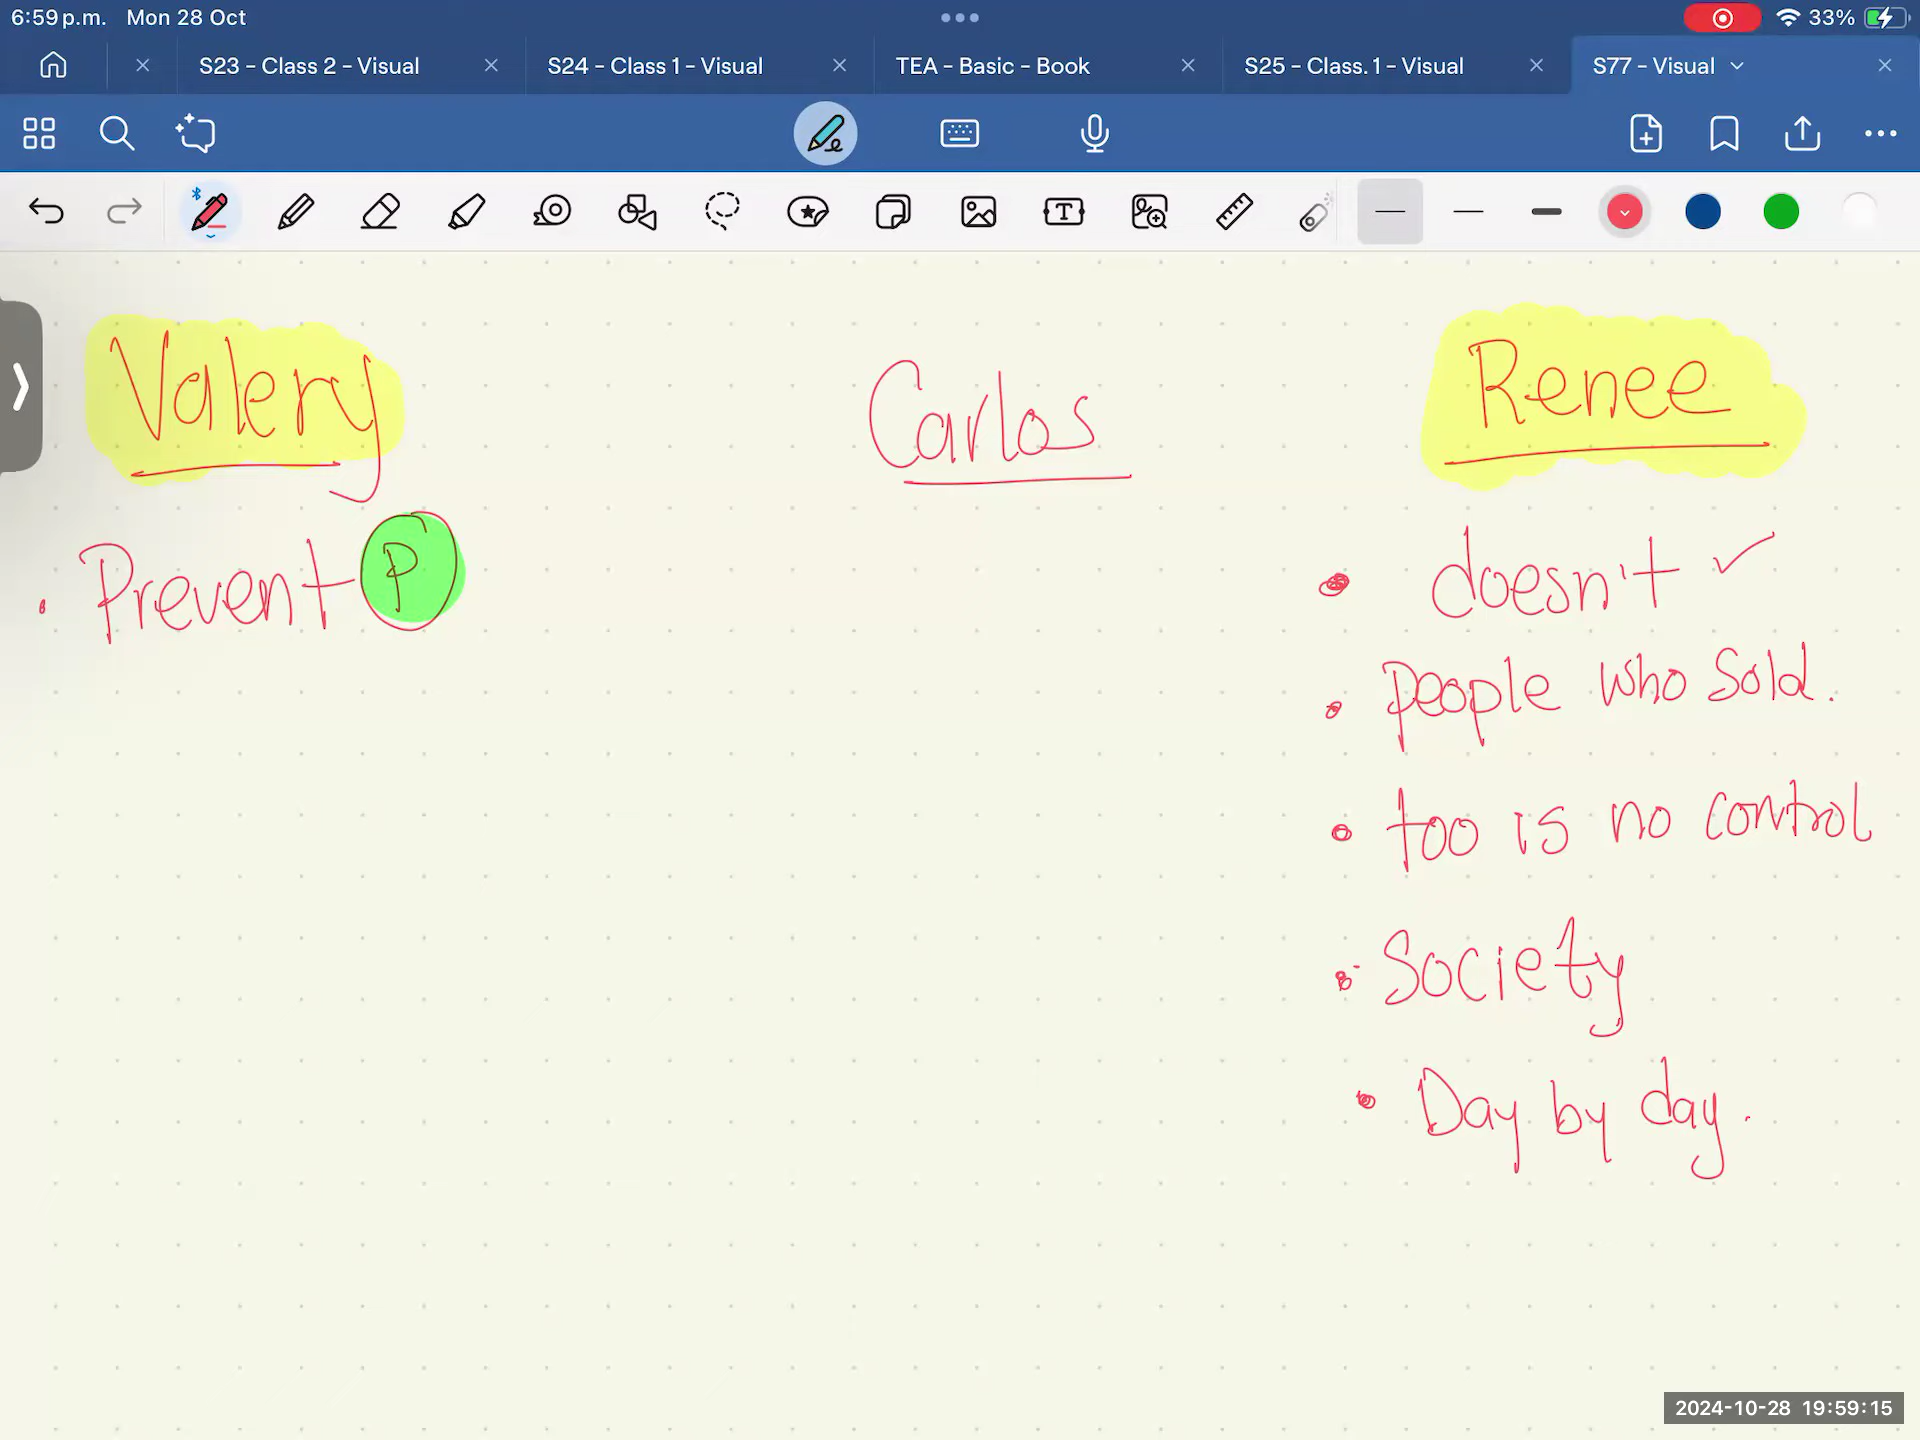 6:59 p.m. Mon 28 Oct
33%
S23 - Class 2 - Visual
S24 - Class 1 - Visual
TEA - Basic - Book
S25 - Class. 1 - Visual
S77 - Visual
Valery
Carlos
Renee
Prevent P
doesn't ✓
people who sold.
too is no control
Society
Day by day.
2024-10-28 19:59:15